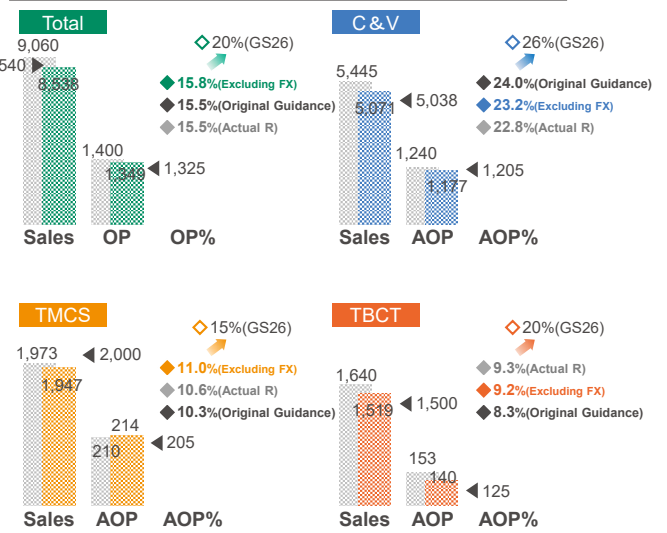 Total
9,060
540
8,538
1,400
1,349
1,325
20%(GS26)
15.8%(Excluding FX)
15.5%(Original Guidance)
15.5%(Actual R)
Sales OP OP%
C&V
5,445
5,071
5,038
1,240
1,177
1,205
26%(GS26)
24.0%(Original Guidance)
23.2%(Excluding FX)
22.8%(Actual R)
Sales AOP AOP%
TMCS
1,973
1,947
2,000
210
214
205
15%(GS26)
11.0%(Excluding FX)
10.6%(Actual R)
10.3%(Original Guidance)
Sales AOP AOP%
TBCT
1,640
1,519
1,500
153
140
125
20%(GS26)
9.3%(Actual R)
9.2%(Excluding FX)
8.3%(Original Guidance)
Sales AOP AOP%